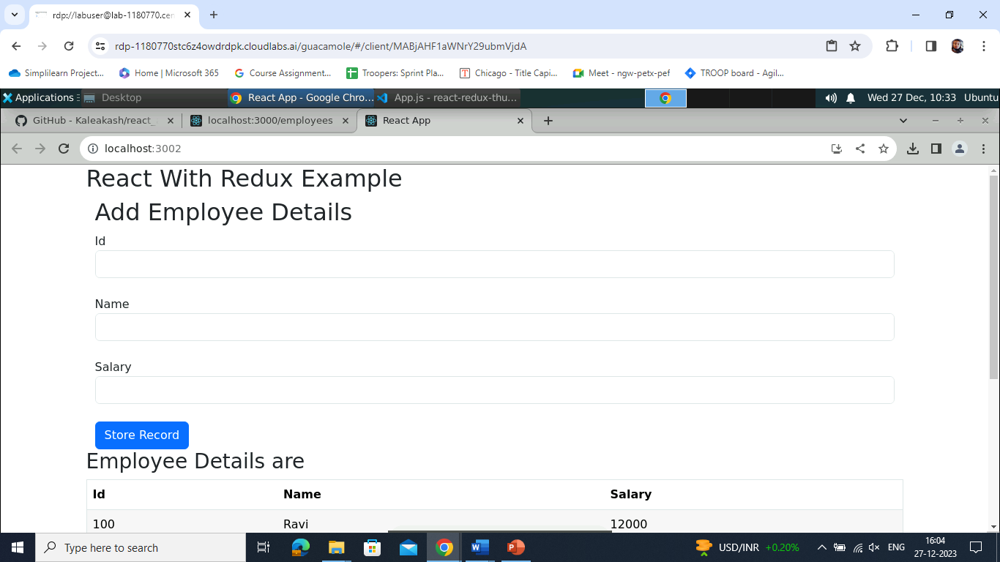 rdp://labuser@lab-1180770.cen
rdp-1180770stc6z4owdrdpk.cloudlabs.ai/guacamole/#/client/MABjAHF1aWNrY29ubmVjdA
Simplilearn Project... Home | Microsoft 365 Course Assignment... Troopers: Sprint Pla... Chicago - Title Capi... Meet - ngw-petx-pef TROOP board - Agil...
Applications Desktop React App - Google Chro... App.js - react-redux-thu... Wed 27 Dec, 10:33 Ubuntu
GitHub - Kaleakash/react_ localhost:3000/employees React App
localhost:3002
React With Redux Example
Add Employee Details
Id
Name
Salary
Store Record
Employee Details are
Id Name Salary
100 Ravi 12000
Type here to search USD/INR +0.20% ENG 16:04
27-12-2023